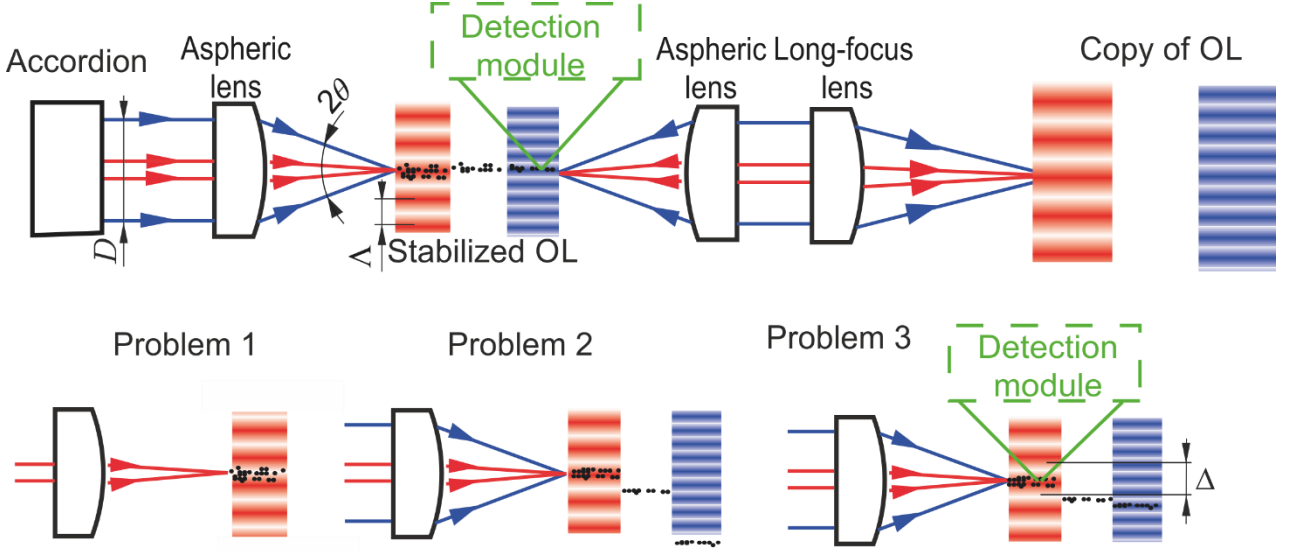 Accordion
Aspheric
lens
2θ
Detection
module
Aspheric Long-focus
lens lens
Copy of OL
D
Λ
Stabilized OL
Problem 1
Problem 2
Problem 3
Detection
module
Δ